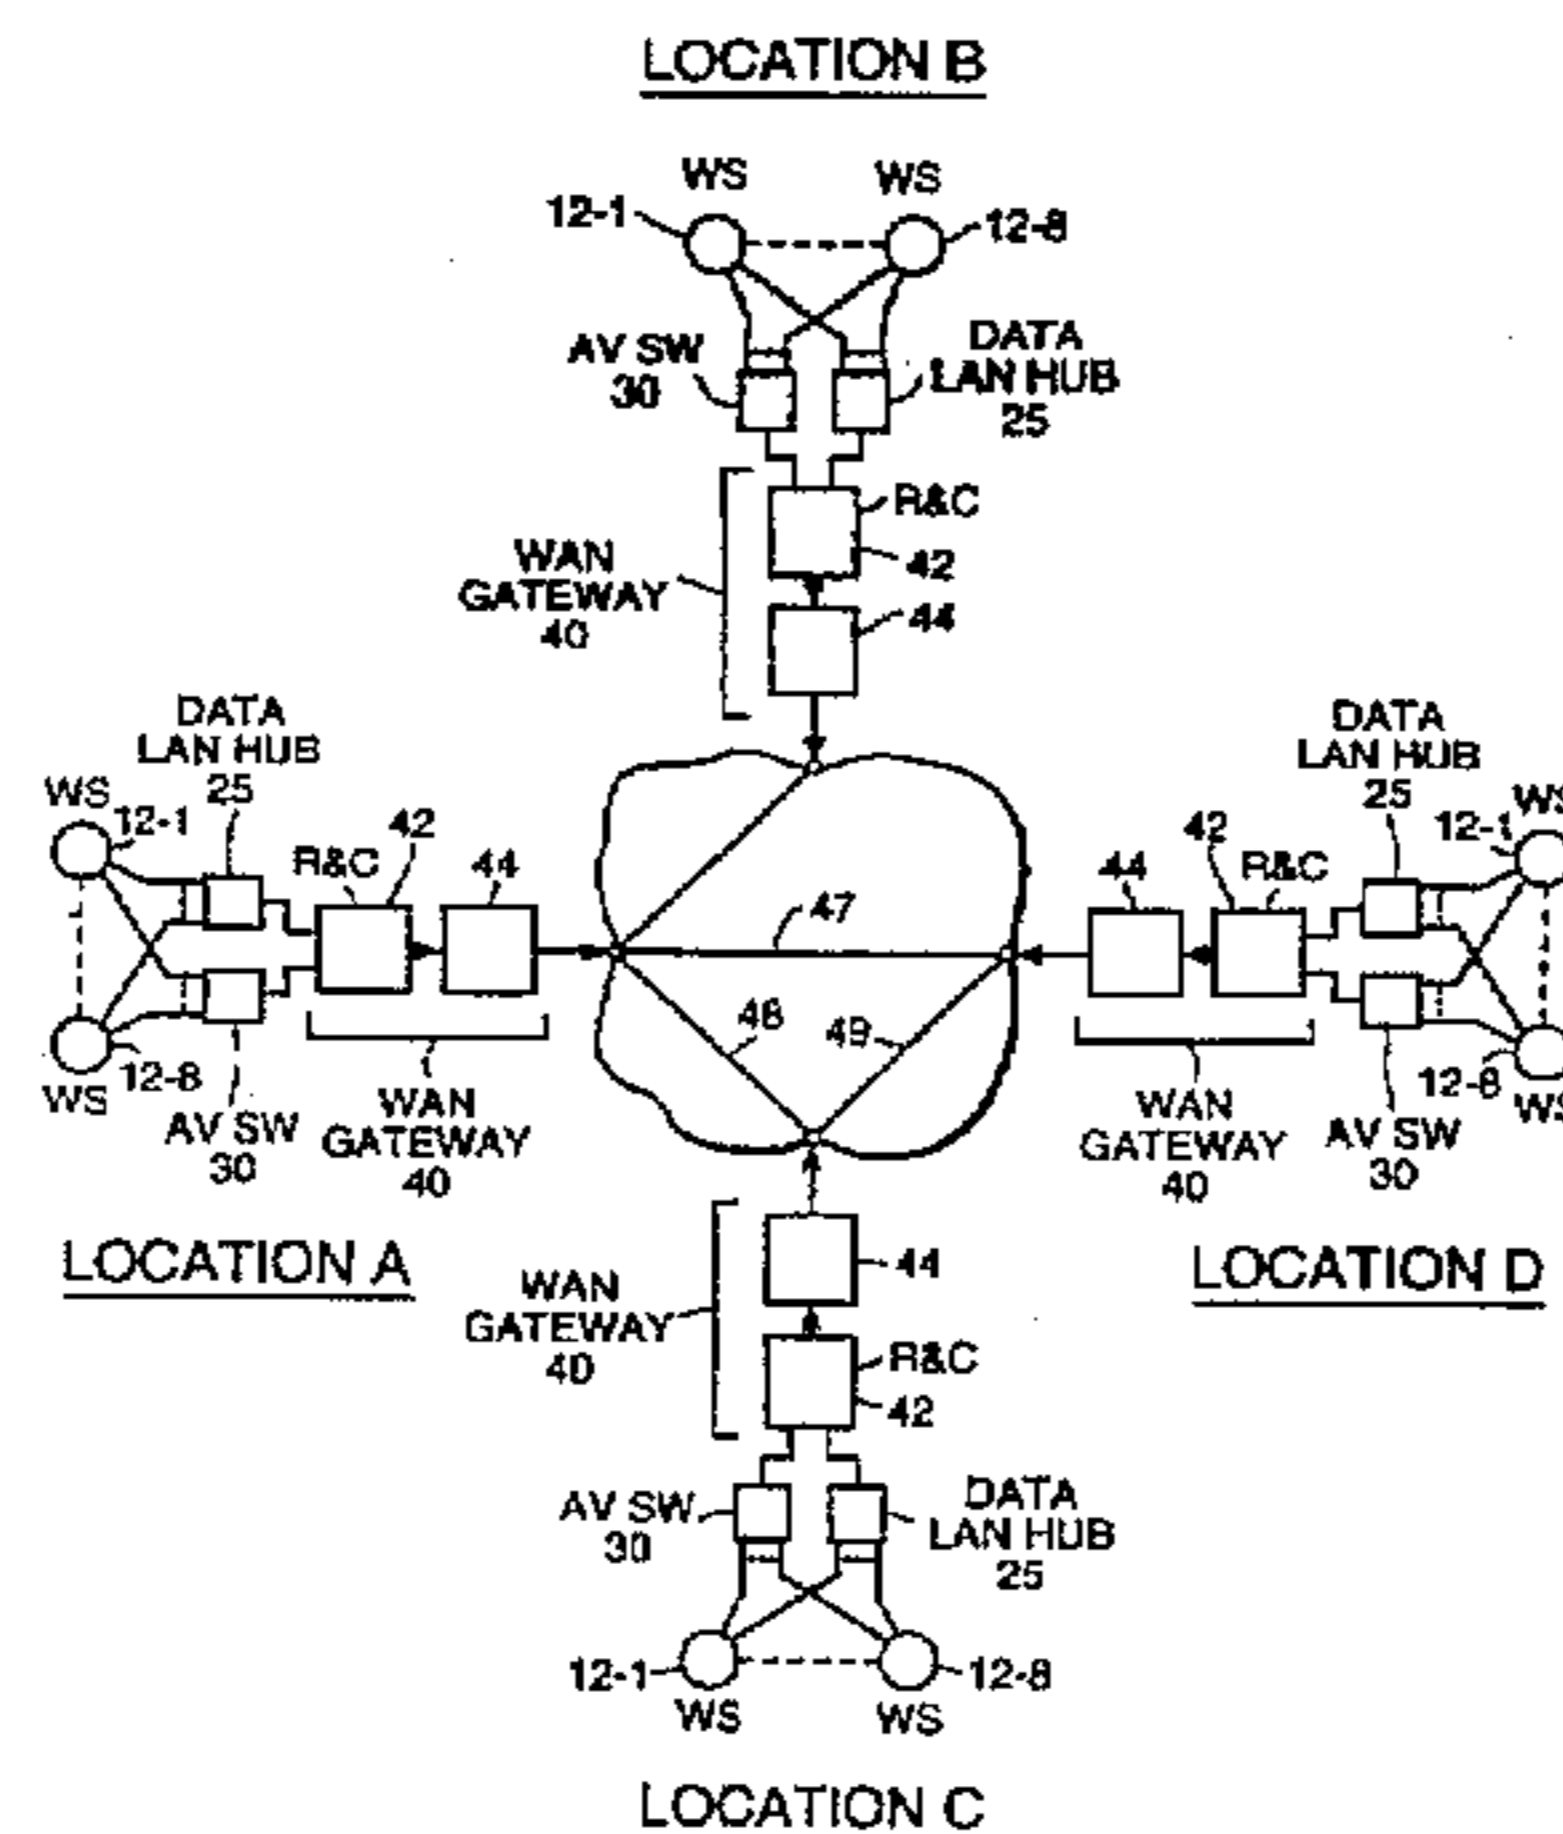 LOCATION B
WS
WS
12-1
12-8
AV SW
30
DATA
LAN HUB
25
R&C
42
WAN
GATEWAY
40
44
DATA
LAN HUB
25
WS
12-1
R&C
42
44
12-8
WS
AV SW
30
WAN
GATEWAY
40
LOCATION A
47
48
49
DATA
LAN HUB
25
WS
12-1
42
R&C
44
12-8
WS
AV SW
30
WAN
GATEWAY
40
LOCATION D
WAN
GATEWAY
40
44
R&C
42
AV SW
30
DATA
LAN HUB
25
12-1
12-8
WS
WS
LOCATION C